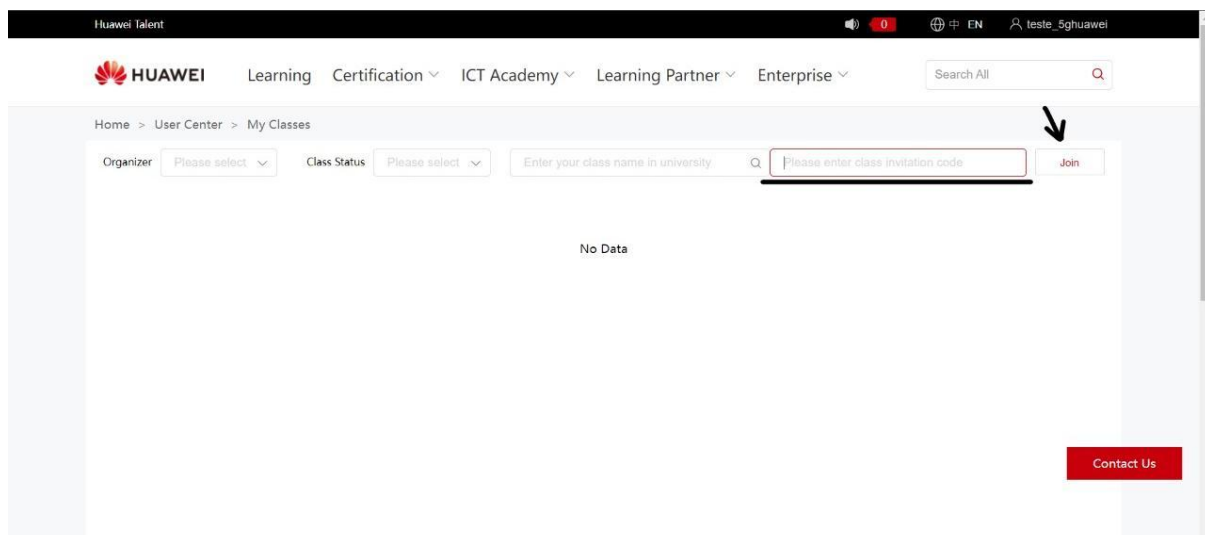 Huawei Talent 0 中 EN teste_5ghuawei
HUAWEI Learning Certification ICT Academy Learning Partner Enterprise Search All
Home > User Center > My Classes
Organizer Please select Class Status Please select Enter your class name in university Please enter class invitation code Join
No Data
Contact Us